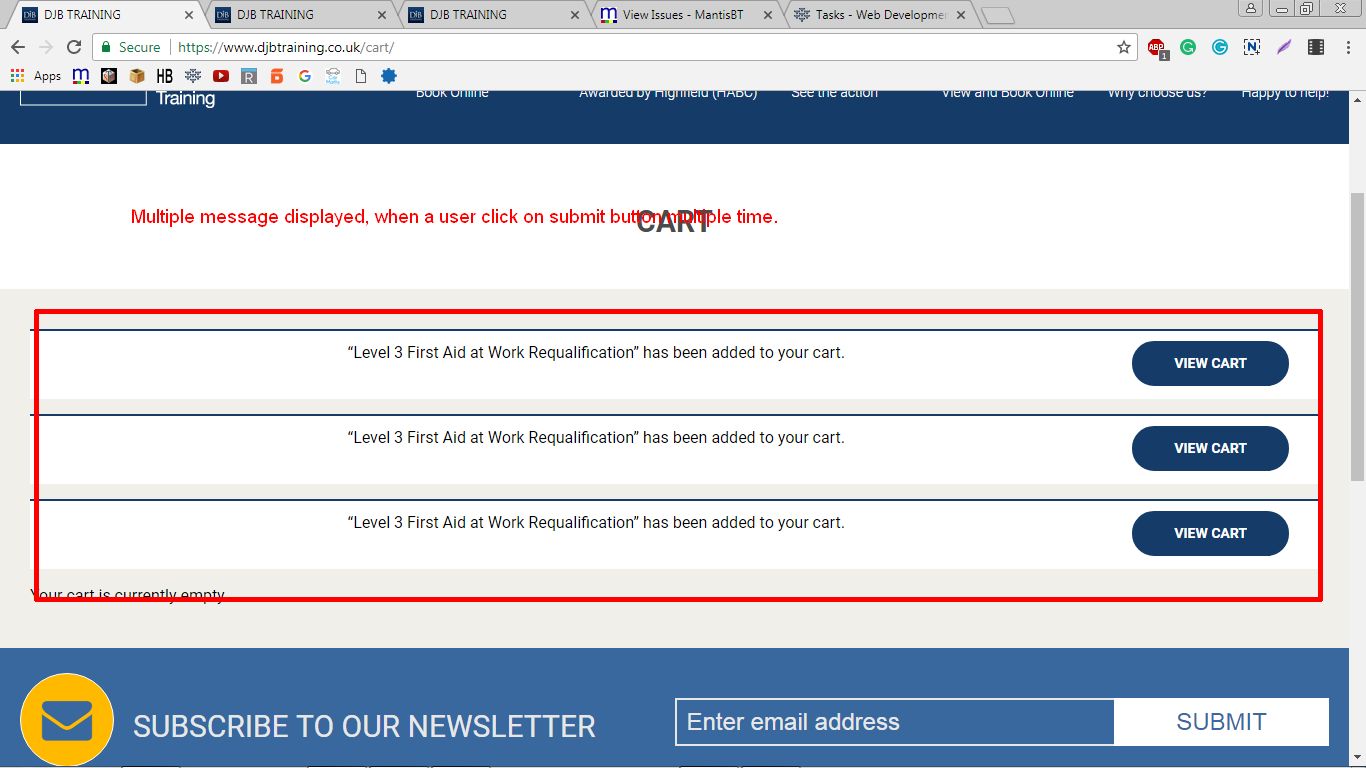 DJB TRAINING
DJB TRAINING
DJB TRAINING
View Issues - MantisBT
Tasks - Web Developmen
Secure
https://www.djbtraining.co.uk/cart/
ABP
1
Apps
HB
Training
Book Online
Awarded by Highfield (HABC)
See the action
View and Book Online
Why choose us?
Happy to help!
Multiple message displayed, when a user click on submit button multiple time.
CART
“Level 3 First Aid at Work Requalification” has been added to your cart.
VIEW CART
“Level 3 First Aid at Work Requalification” has been added to your cart.
VIEW CART
“Level 3 First Aid at Work Requalification” has been added to your cart.
VIEW CART
Your cart is currently empty.
SUBSCRIBE TO OUR NEWSLETTER
Enter email address
SUBMIT